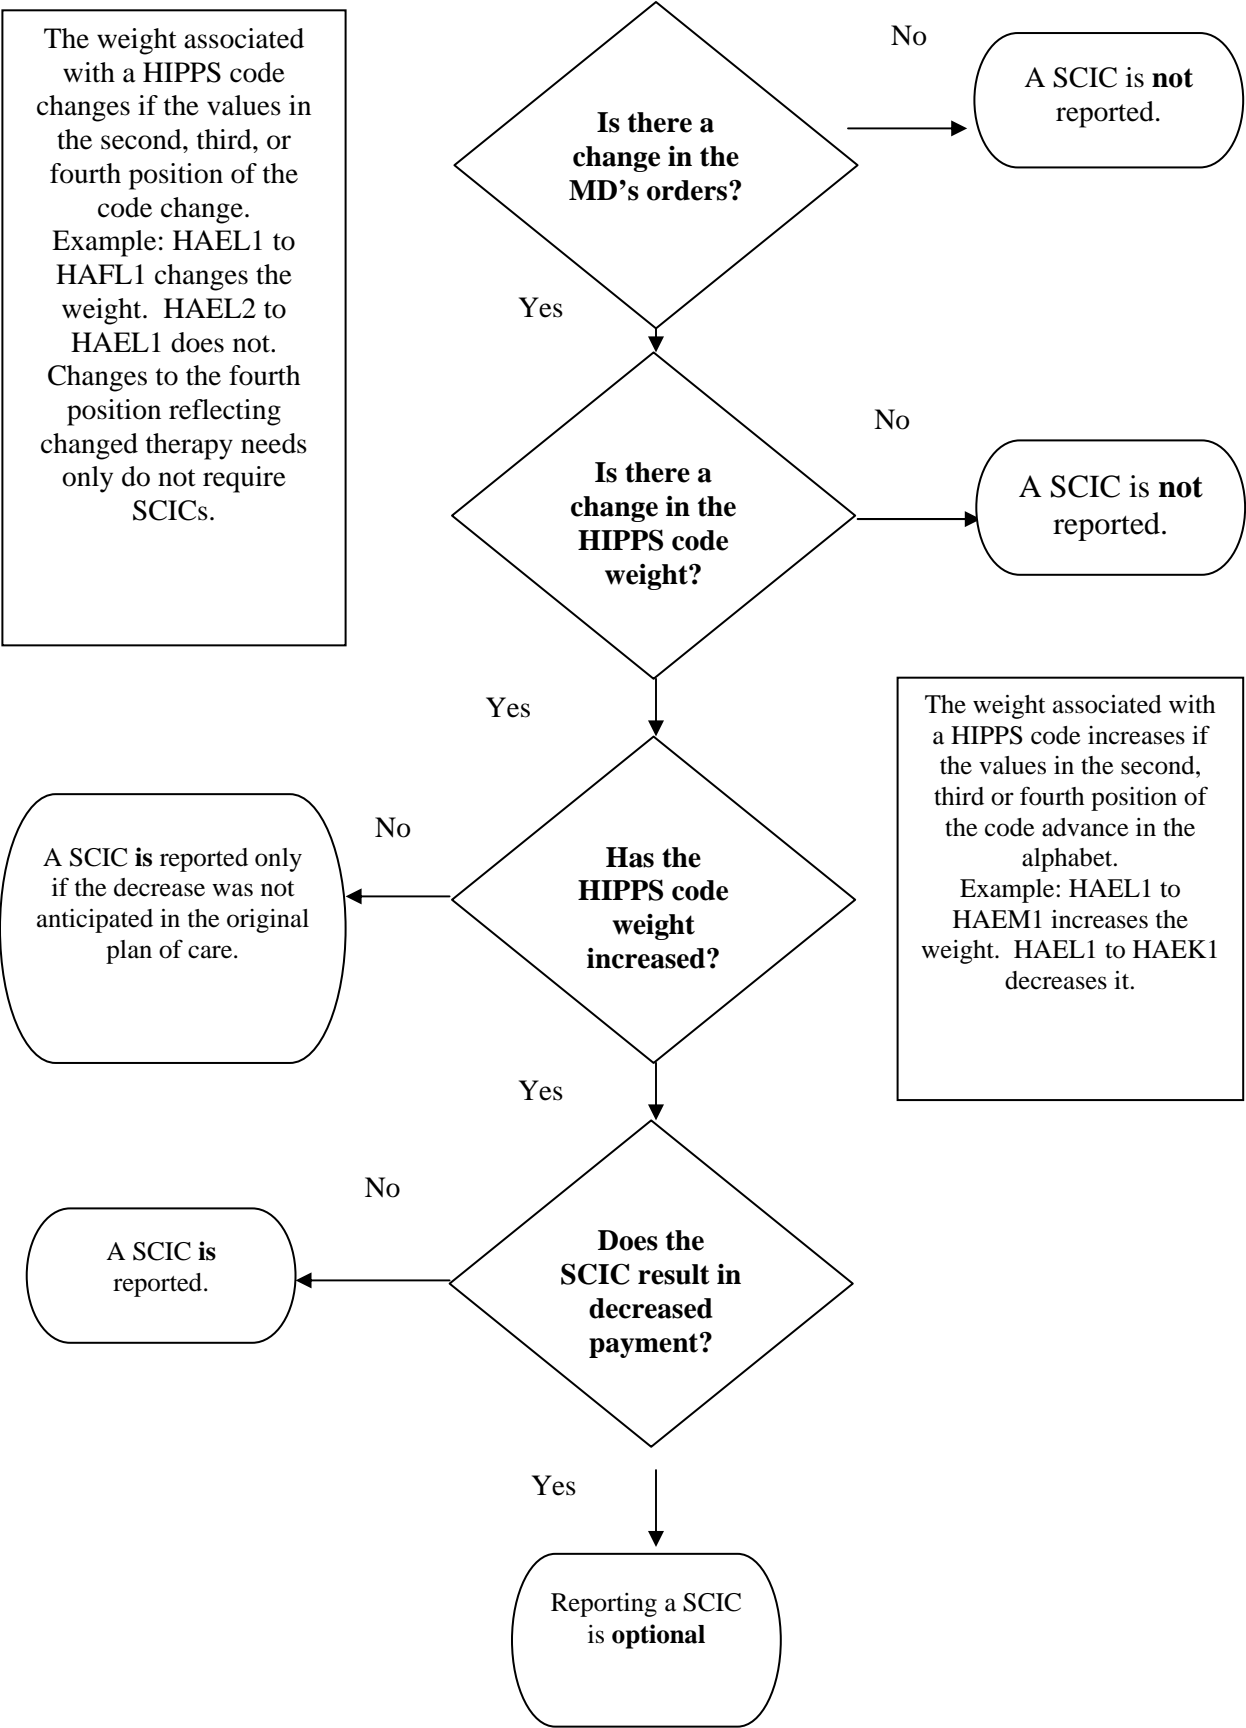 The weight associated
with a HIPPS code
changes if the values in
the second, third, or
fourth position of the
code change.
Example: HAEL1 to
HAFL1 changes the
weight.  HAEL2 to
HAEL1 does not.
Changes to the fourth
position reflecting
changed therapy needs
only do not require
SCICs.
Is there a
change in the
MD’s orders?
No
A SCIC is not
reported.
Yes
Is there a
change in the
HIPPS code
weight?
No
A SCIC is not
reported.
Yes
The weight associated with
a HIPPS code increases if
the values in the second,
third or fourth position of
the code advance in the
alphabet.
Example: HAEL1 to
HAEM1 increases the
weight.  HAEL1 to HAEK1
decreases it.
Has the
HIPPS code
weight
increased?
No
A SCIC is reported only
if the decrease was not
anticipated in the original
plan of care.
Yes
Does the
SCIC result in
decreased
payment?
No
A SCIC is
reported.
Yes
Reporting a SCIC
is optional